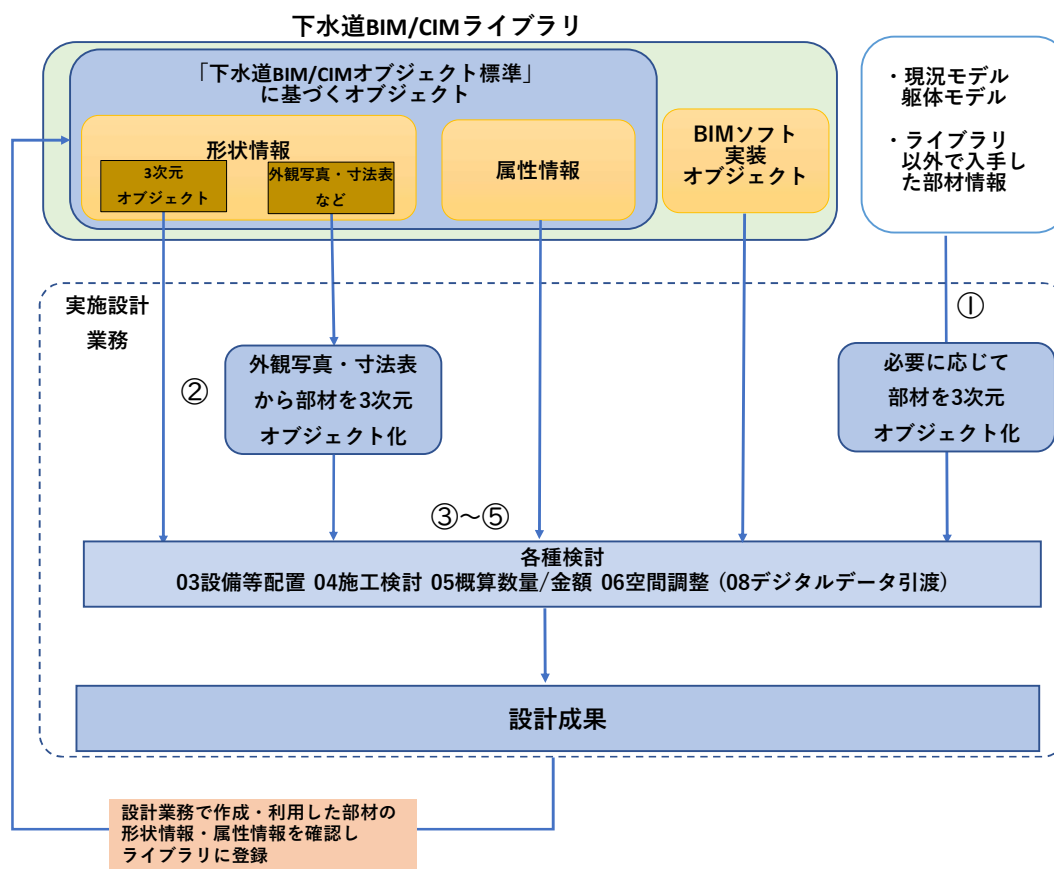 下水道BIM/CIMライブラリ
「下水道BIM/CIMオブジェクト標準」
に基づくオブジェクト
形状情報
3次元
オブジェクト
外観写真・寸法表
など
属性情報
BIMソフト
実装
オブジェクト
・現況モデル
躯体モデル
・ライブラリ
以外で入手し
た部材情報
実施設計
業務
①
②
外観写真・寸法表
から部材を3次元
オブジェクト化
必要に応じて
部材を3次元
オブジェクト化
③～⑤
各種検討
03設備等配置 04施工検討 05概算数量/金額 06空間調整 (08デジタルデータ引渡)
設計成果
設計業務で作成・利用した部材の
形状情報・属性情報を確認し
ライブラリに登録